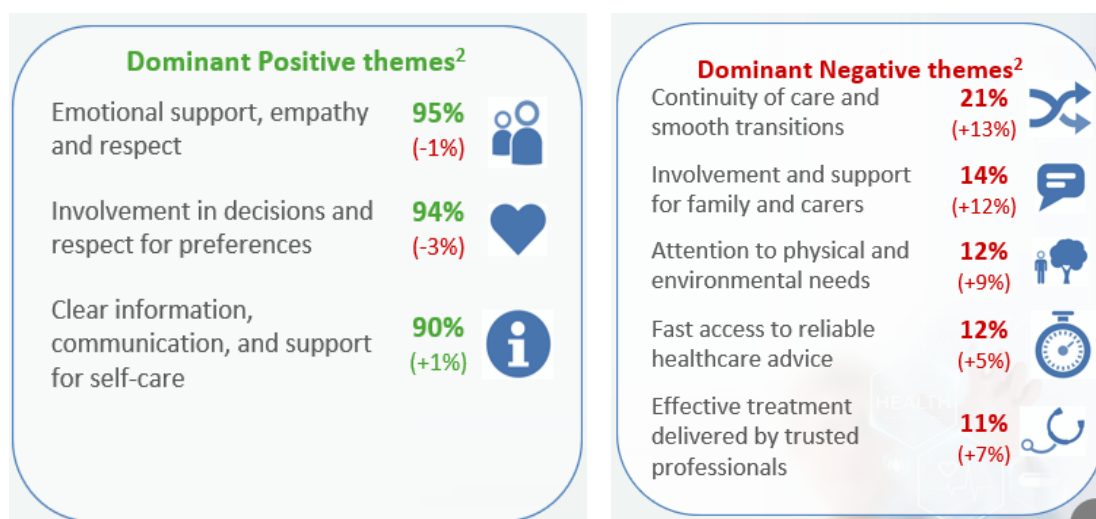 Dominant Positive themes²
Emotional support, empathy
and respect
95%
(-1%)
Involvement in decisions and
respect for preferences
94%
(-3%)
Clear information,
communication, and support
for self-care
90%
(+1%)
Dominant Negative themes²
Continuity of care and
smooth transitions
21%
(+13%)
Involvement and support
for family and carers
14%
(+12%)
Attention to physical and
environmental needs
12%
(+9%)
Fast access to reliable
healthcare advice
12%
(+5%)
Effective treatment
delivered by trusted
professionals
11%
(+7%)
HEALTH